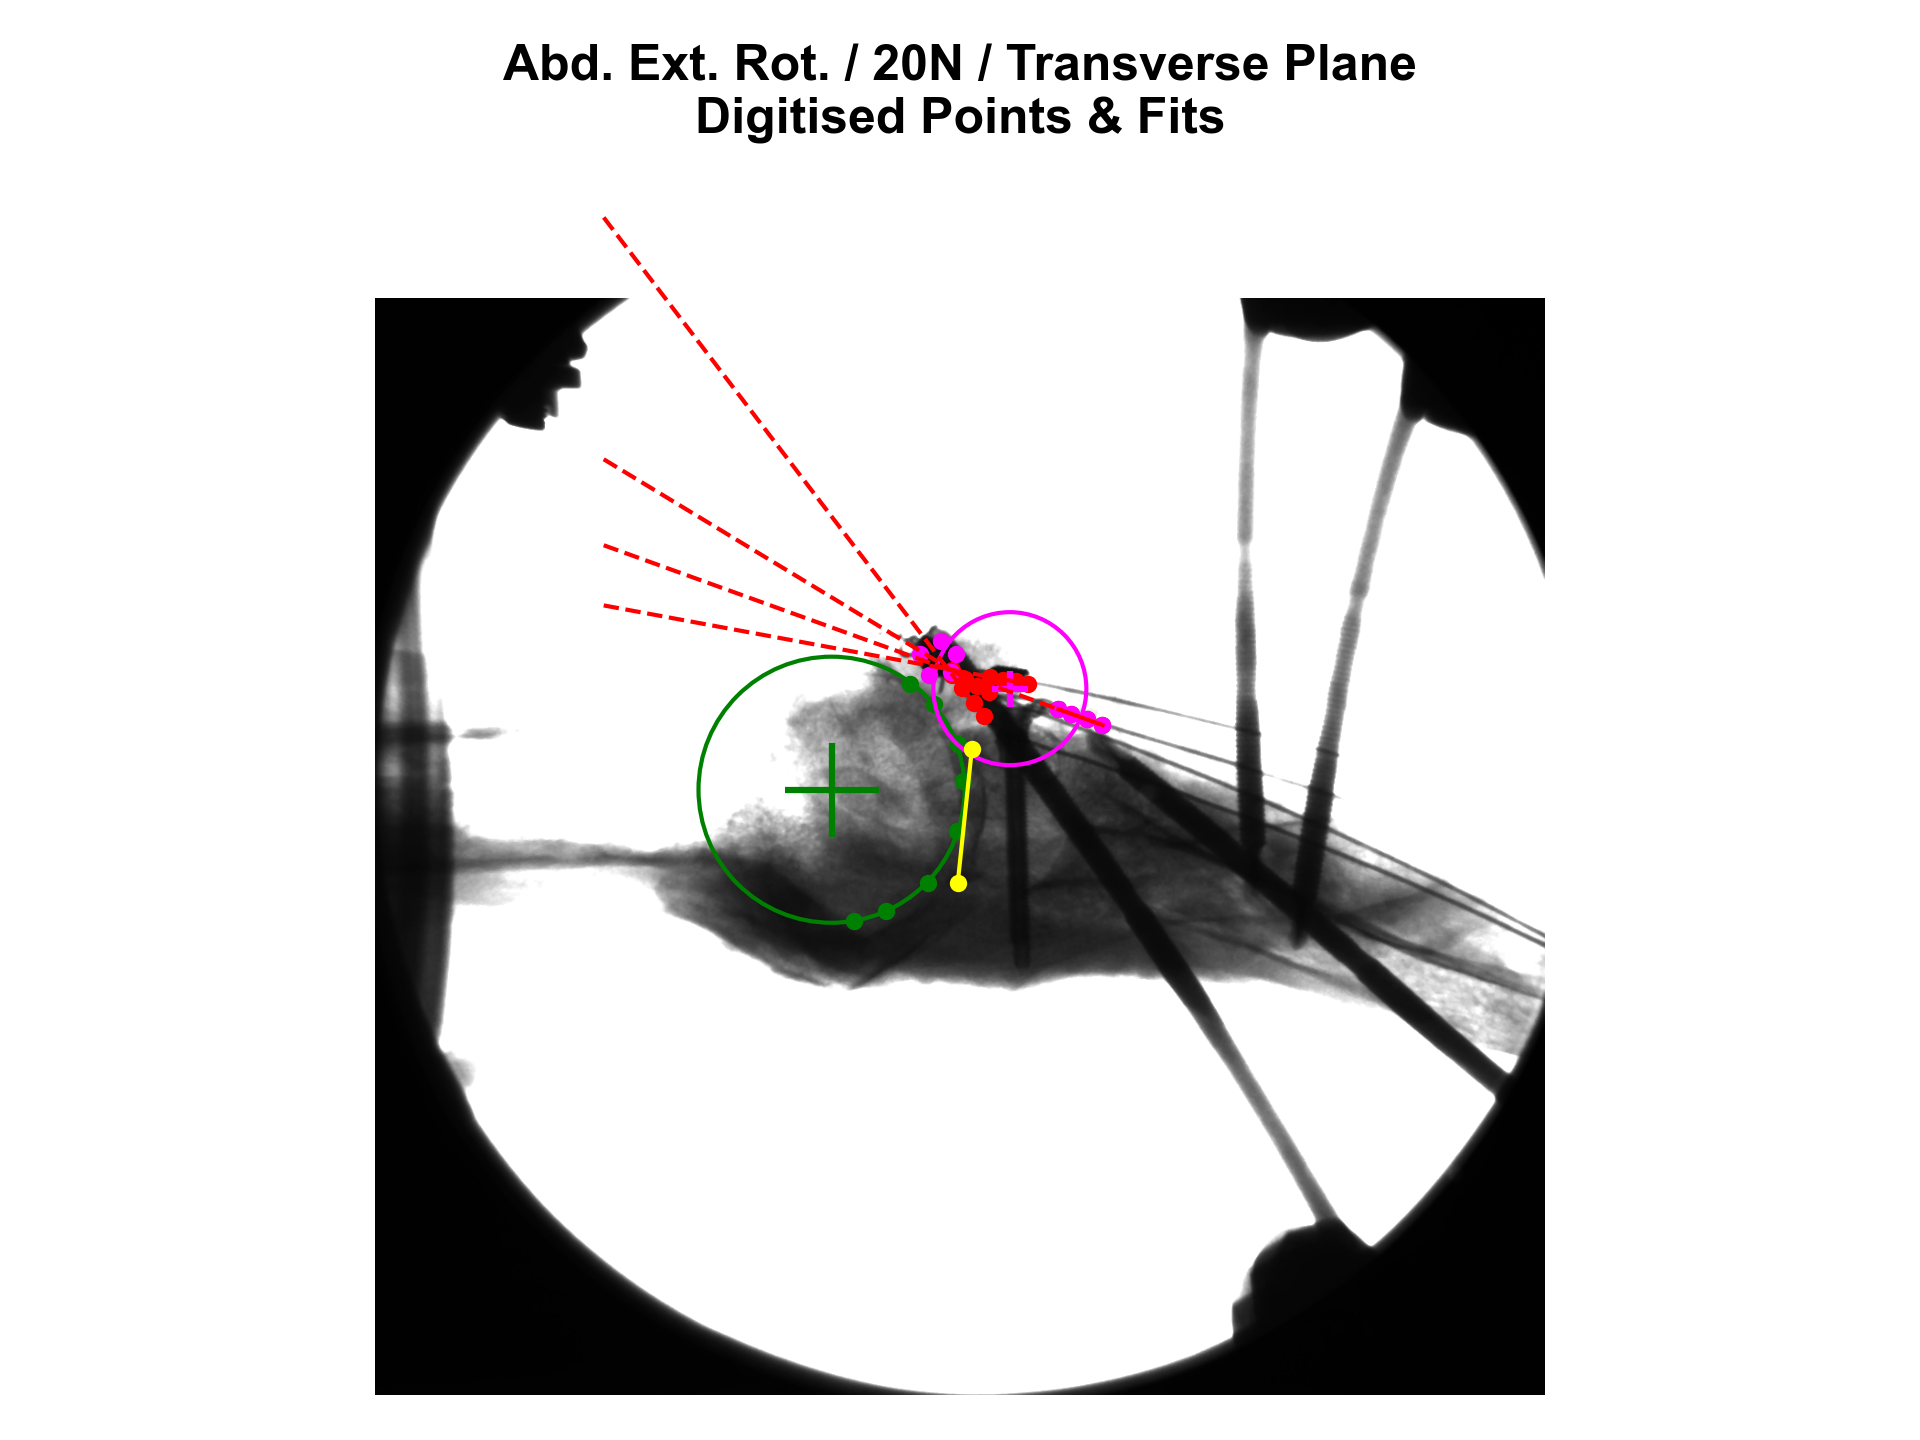 Abd. Ext. Rot. / 20N / Transverse Plane
Digitised Points & Fits